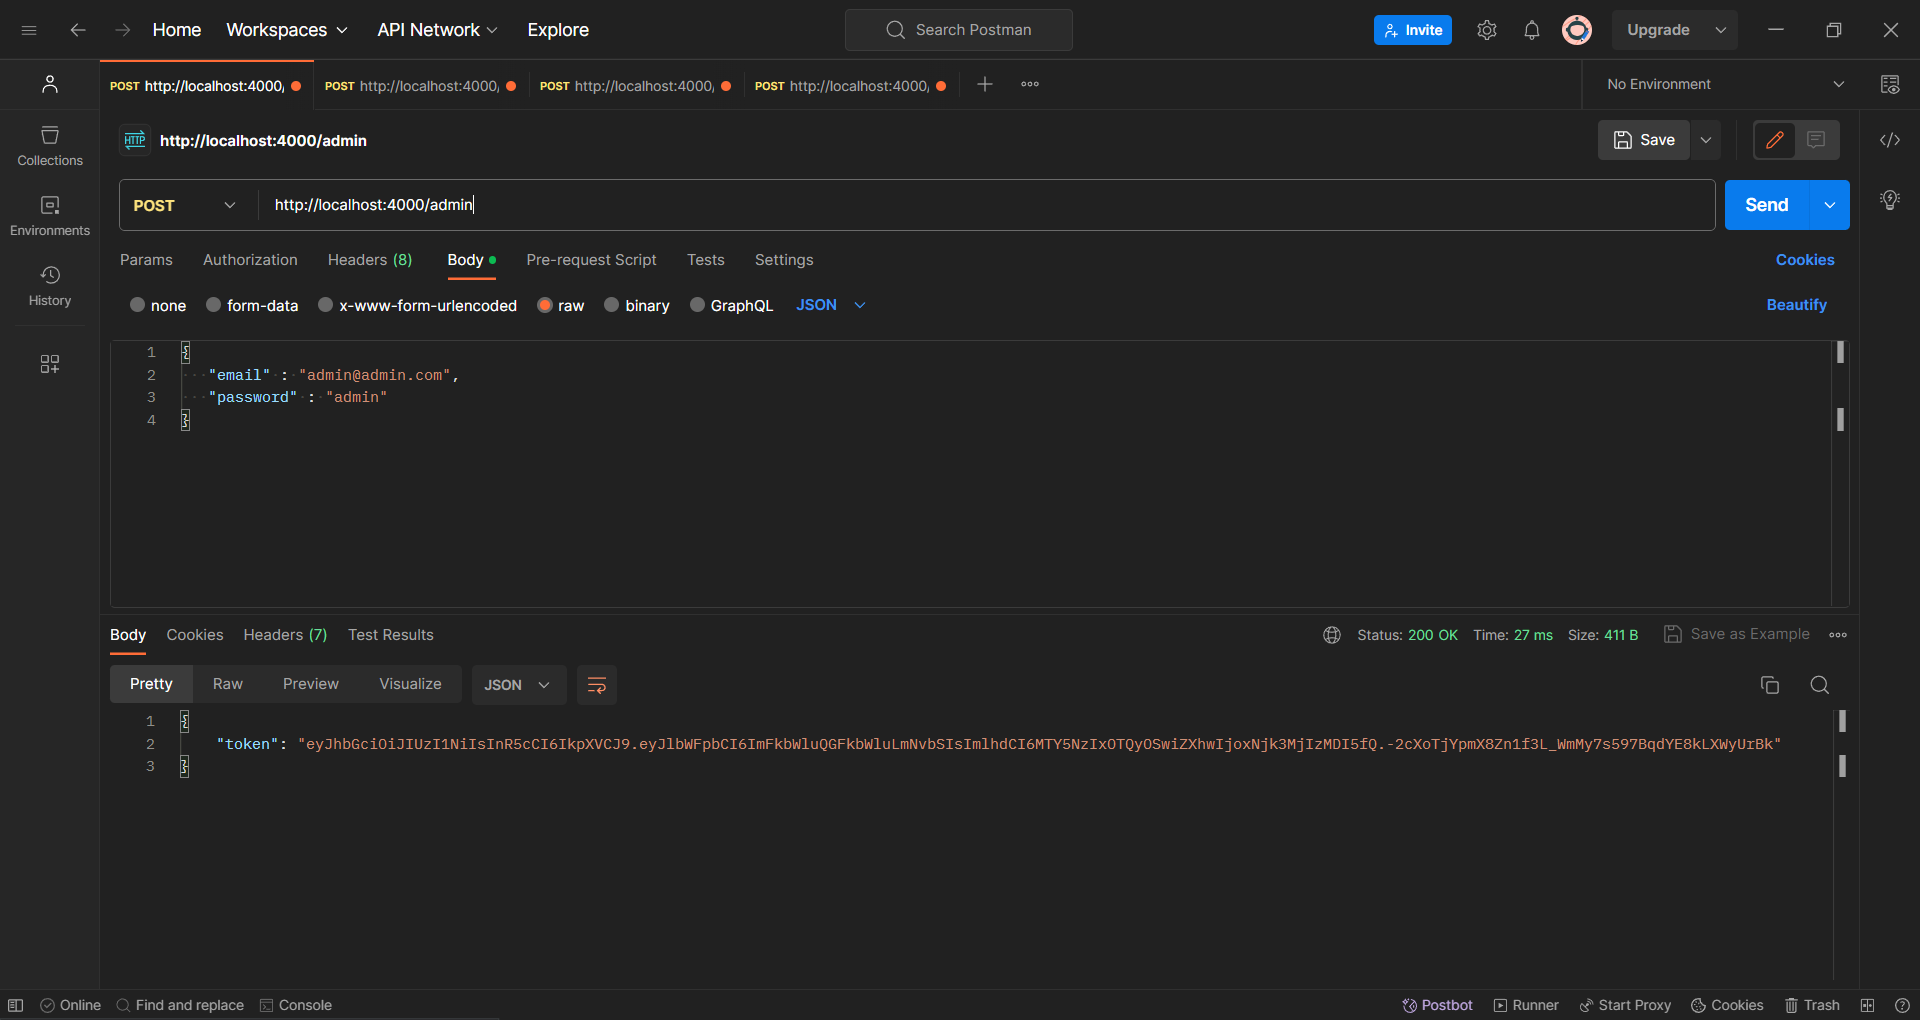 Home Workspaces API Network Explore Search Postman Invite Upgrade
POST http://localhost:4000/ POST http://localhost:4000/ POST http://localhost:4000/ POST http://localhost:4000/ No Environment
HTTP http://localhost:4000/admin Save
Collections
Environments
History
POST http://localhost:4000/admin Send
Params Authorization Headers (8) Body Pre-request Script Tests Settings Cookies
none form-data x-www-form-urlencoded raw binary GraphQL JSON Beautify
1 {
2 "email" : "admin@admin.com",
3 "password" : "admin"
4 }
Body Cookies Headers (7) Test Results Status: 200 OK Time: 27 ms Size: 411 B Save as Example
Pretty Raw Preview Visualize JSON
1 {
2 "token": "eyJhbGciOiJIUzI1NiIsInR5cCI6IkpXVCJ9.eyJlbWFpbCI6ImFkbWluQGFkbWluLmNvbSIsImlhdCI6MTY5NzIxOTQyOSwiZXhwIjoxNjk3MjIzMDI5fQ.-2cXoTjYpmX8Zn1f3L_WmMy7s597BqdYE8kLXWyUrBk"
3 }
Online Find and replace Console Postbot Runner Start Proxy Cookies Trash